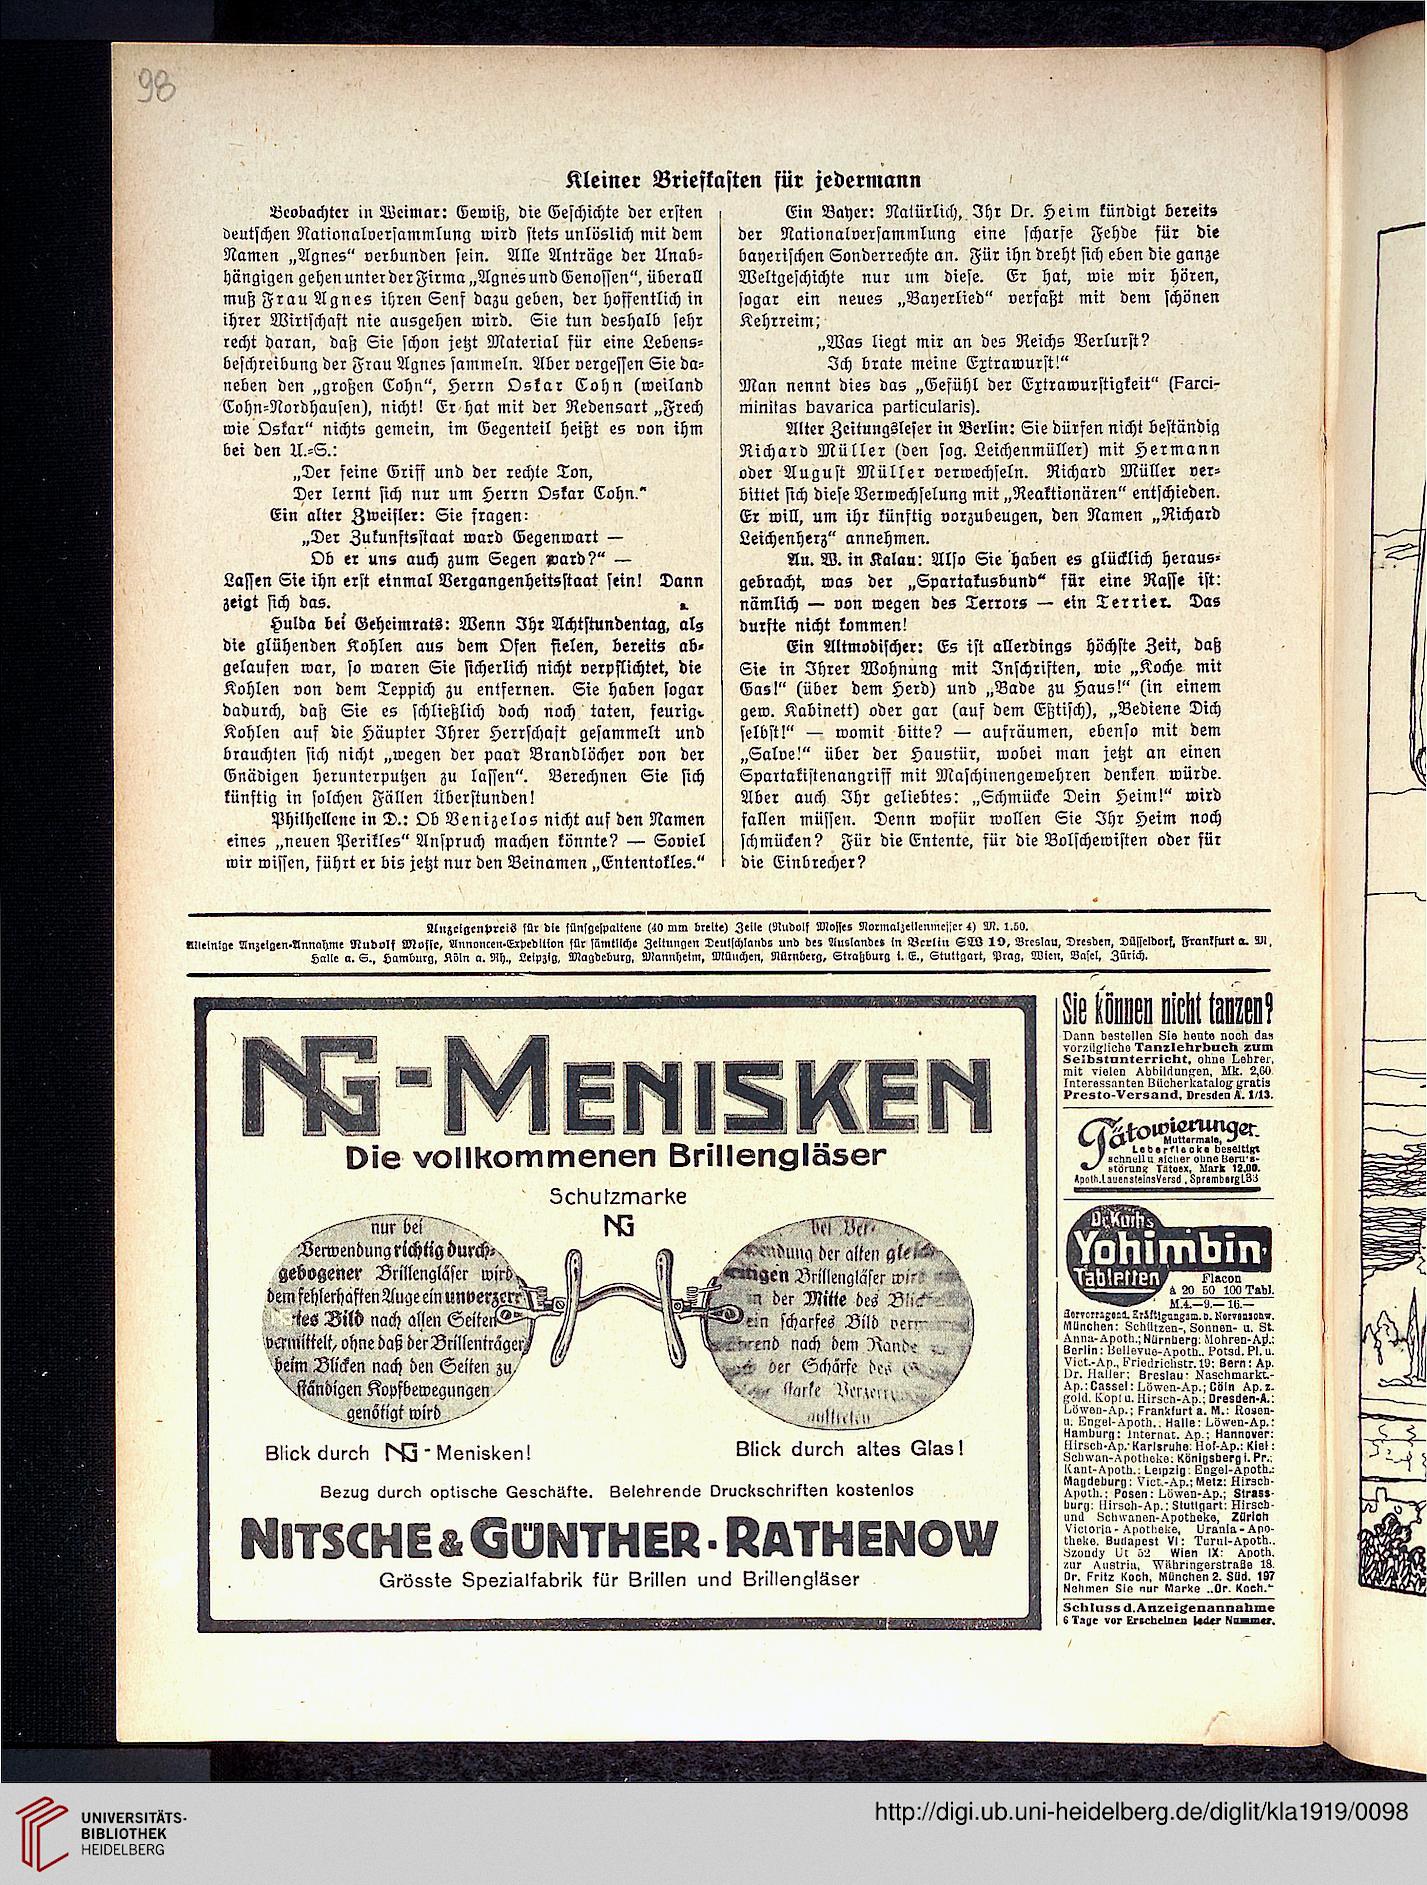 98
Kleiner Briefkasten für jedermann
Beobachter in Weimar: Gewiß, die Geschichte der ersten
deutschen Nationalversammlung wird stets unlöslich mit dem
Namen „Agnes“ verbunden sein. Alle Anträge der Unab-
hängigen gehen unter der Firma „Agnes und Genossen“, überall
muß Frau Agnes ihren Senf dazu geben, der hoffentlich in
ihrer Wirtschaft nie ausgehen wird. Sie tun deshalb sehr
recht daran, daß Sie schon jetzt Material für eine Lebens-
beschreibung der Frau Agnes sammeln. Aber vergessen Sie da-
neben den „großen Cohn“, Herrn Oskar Cohn (weiland
Cohn-Nordhausen), nicht! Er hat mit der Redensart „Frech
wie Oskar“ nichts gemein, im Gegenteil heißt es von ihm
bei den U.-S.:
„Der feine Griff und der rechte Ton,
Der lernt sich nur um Herrn Oskar Cohn.“
Ein alter Zweifler: Sie fragen:
„Der Zukunftsstaat ward Gegenwart —
Ob er uns auch zum Segen ward?“ —
Lassen Sie ihn erst einmal Vergangenheitsstaat sein! Dann
zeigt sich das.
Hulda bei Geheimrats: Wenn Ihr Achtstundentag, als
die glühenden Kohlen aus dem Ofen fielen, bereits ab-
gelaufen war, so waren Sie sicherlich nicht verpflichtet, die
Kohlen von dem Teppich zu entfernen. Sie haben sogar
dadurch, daß Sie es schließlich doch noch taten, feurige
Kohlen auf die Häupter Ihrer Herrschaft gesammelt und
brauchten sich nicht „wegen der paar Brandlöcher von der
Gnädigen herunterputzen zu lassen“. Berechnen Sie sich
künftig in solchen Fällen Überstunden!
Philhellene in D.: Ob Venizelos nicht auf den Namen
eines „neuen Perikles“ Anspruch machen könnte? — Soviel
wir wissen, führt er bis jetzt nur den Beinamen „Ententokles.“
Ein Bayer: Natürlich, Ihr Dr. Heim kündigt bereits
der Nationalversammlung eine scharfe Fehde für die
bayerischen Sonderrechte an. Für ihn dreht sich eben die ganze
Weltgeschichte nur um diese. Er hat, wie wir hören,
sogar ein neues „Bayerlied“ verfaßt mit dem schönen
Kehrreim;
„Was liegt mir an des Reichs Verlurst?
Ich brate meine Extrawurst!“
Man nennt dies das „Gefühl der Extrawurstigkeit“ (Farci-
minitas bavarica particularis).
Alter Zeitungsleser in Berlin: Sie dürfen nicht beständig
Richard Müller (den sog. Leichenmüller) mit Hermann
oder August Müller verwechseln. Richard Müller ver-
bittet sich diese Verwechselung mit „Reaktionären“ entschieden.
Er will, um ihr künftig vorzubeugen, den Namen „Richard
Leichenherz“ annehmen.
Au. W. in Kalau: Also Sie haben es glücklich heraus-
gebracht, was der „Spartakusbund“ für eine Rasse ist:
nämlich — von wegen des Terrors — ein Terrier. Das
durfte nicht kommen!
Ein Altmodischer: Es ist allerdings höchste Zeit, daß
Sie in Ihrer Wohnung mit Inschriften, wie „Koche mit
Gas!“ (über dem Herd) und „Bade zu Haus!“ (in einem
gew. Kabinett) oder gar (auf dem Eßtisch), „Bediene Dich
selbst!“ — womit bitte? — aufräumen, ebenso mit dem
„Salve!“ über der Haustür, wobei man jetzt an einen
Spartakistenangriff mit Maschinengewehren denken würde.
Aber auch Ihr geliebtes: „Schmücke Dein Heim!“ wird
fallen müssen. Denn wofür wollen Sie Ihr Heim noch
schmücken? Für die Entente, für die Bolschewisten oder für
die Einbrecher?
Anzeigenpreis für die fünfgespaltene (40 mm breite) Zeile (Rudolf Mosses Normalzeilenmesser 4) M. 1.50.
Alleinige Anzeigen-Annahme Rudolf Mosse, Annoncen-Expedition für sämtliche Zeitungen Deutschlands und des Auslandes in Berlin SW 19, Breslau, Dresden, Düsseldorf, Frankfurt a. M,
Halle a. S., Hamburg, Köln a. Rh., Leipzig, Magdeburg, Mannheim, München, Nürnberg, Straßburg i. E., Stuttgart, Prag, Wien, Basel, Zürich.
NG-MENISKEN
Die vollkommenen Brillengläser
Schutzmarke
NG
nur bei
Verwendung richtig durch-
gebogener Brillengläser wird
dem fehlerhaften Auge ein unverzerr-
tes Bild nach allen Seiten
vermittelt, ohne daß der Brillenträger
beim Blicken nach den Seiten zu
ständigen Kopfbewegungen
genötigt wird
bei Ver-
wendung der alten gleich-
Brillengläser wird
in der Mitte des
ein scharfes Bild
nach dem Rande
der Schärfe des
starke
auftreten
Blick durch NG-Menisken!
Blick durch altes Glas!
Bezug durch optische Geschäfte. Belehrende Druckschriften kostenlos
NITSCHE & GÜNTHER · RATHENOW
Grösste Spezialfabrik für Brillen und Brillengläser
Sie können nicht tanzen?
Dann bestellen Sie heute noch das
vorzügliche Tanzlehrbuch zum
Selbstunterricht, ohne Lehrer,
mit vielen Abbildungen, Mk. 2,60.
Interessanten Bücherkatalog gratis
Presto-Versand, Dresden A. 1/13.
Tätowierungen
Muttermale,
Leberflecke beseitigt
schnell u. sicher ohne Berufs-
störung Tätoex, Mark 12.00.
Apoth. Lauensteins Versd., Spremberg L 83
Dr. Kochs
Yohimbin-
Tabletten
Flacon
à 20 50 100 Tabl.
M. 4.— 9.— 16.—
Hervorragend. Kräftigungsm. b. Nervenschw.
München: Schützen-, Sonnen- u. St.
Anna-Apoth.; Nürnberg: Mohren-Ap.:
Berlin: Bellevue-Apoth., Potsd. Pl. u.
Vict.-Ap., Friedrichstr. 19: Bern: Ap.
Dr. Haller; Breslau: Naschmarkt-
Ap.: Cassel: Löwen-Ap.; Cöln Ap. z.
gold. Kopf u. Hirsch-Ap.; Dresden-A.:
Löwen-Ap.; Frankfurt a. M.: Rosen-
u. Engel-Apoth.; Halle: Löwen-Ap.:
Hamburg: Internat. Ap.; Hannover:
Hirsch-Ap.: Karlsruhe: Hof-Ap.: Kiel:
Schwan-Apotheke: Königsberg i. Pr.:
Kant-Apoth.: Leipzig: Engel-Apoth.:
Magdeburg: Vict.-Ap.; Metz: Hirsch-
Apoth.; Posen: Löwen-Ap.; Strass-
burg: Hirsch-Ap.; Stuttgart: Hirsch-
und Schwanen-Apotheke, Zürich
Victoria-Apotheke, Urania-Apo-
theke. Budapest VI: Turul-Apoth.,
Szondy Ut 52 Wien IX: Apoth.
zur Austria, Währingerstraße 18.
Dr. Fritz Koch, München 2. Süd. 197
Nehmen Sie nur Marke „Dr. Koch.“
Schluss d. Anzeigenannahme
6 Tage vor Erscheinen jeder Nummer.
UNIVERSITÄTS-
BIBLIOTHEK
HEIDELBERG
http://digi.ub.uni-heidelberg.de/diglit/kla1919/0098